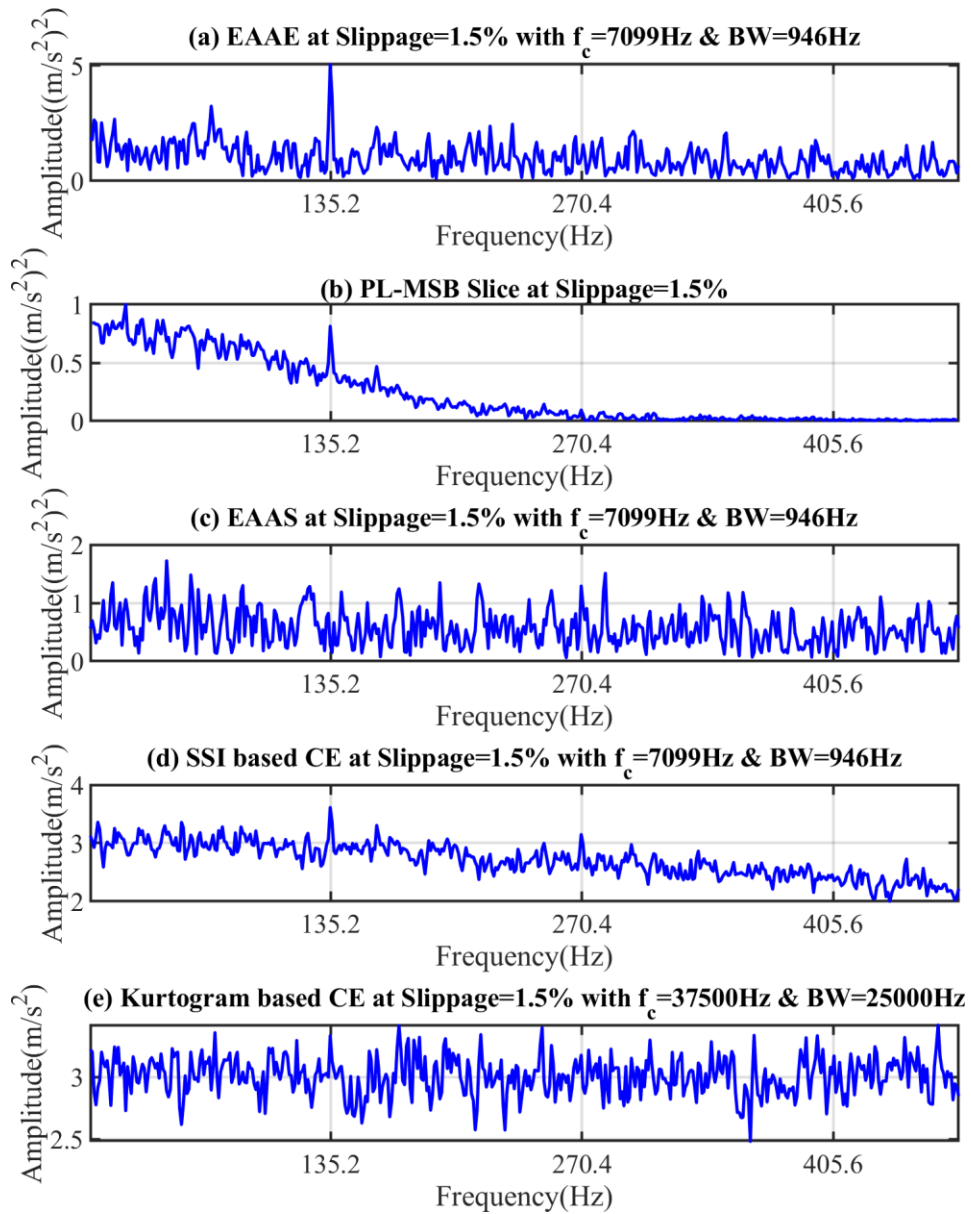 (a) EAAE at Slippage=1.5% with f_c=7099Hz & BW=946Hz
Amplitude((m/s²)²)
5
0
135.2 270.4 405.6
Frequency(Hz)
(b) PL-MSB Slice at Slippage=1.5%
Amplitude((m/s²)²)
1
0.5
0
135.2 270.4 405.6
Frequency(Hz)
(c) EAAS at Slippage=1.5% with f_c=7099Hz & BW=946Hz
Amplitude((m/s²)²)
2
1
0
135.2 270.4 405.6
Frequency(Hz)
(d) SSI based CE at Slippage=1.5% with f_c=7099Hz & BW=946Hz
Amplitude(m/s²)
4
3
2
135.2 270.4 405.6
Frequency(Hz)
(e) Kurtogram based CE at Slippage=1.5% with f_c=37500Hz & BW=25000Hz
Amplitude(m/s²)
3
2.5
135.2 270.4 405.6
Frequency(Hz)